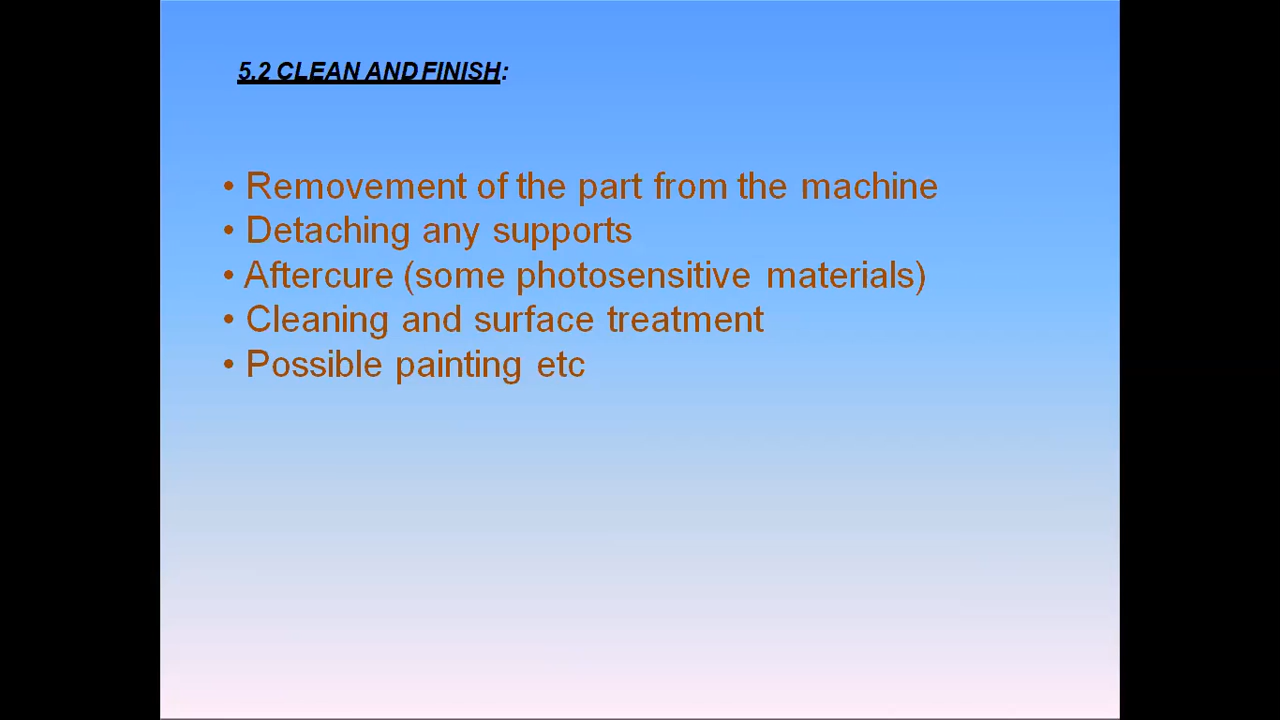 5.2 CLEAN AND FINISH:
• Removement of the part from the machine
• Detaching any supports
• Aftercure (some photosensitive materials)
• Cleaning and surface treatment
• Possible painting etc